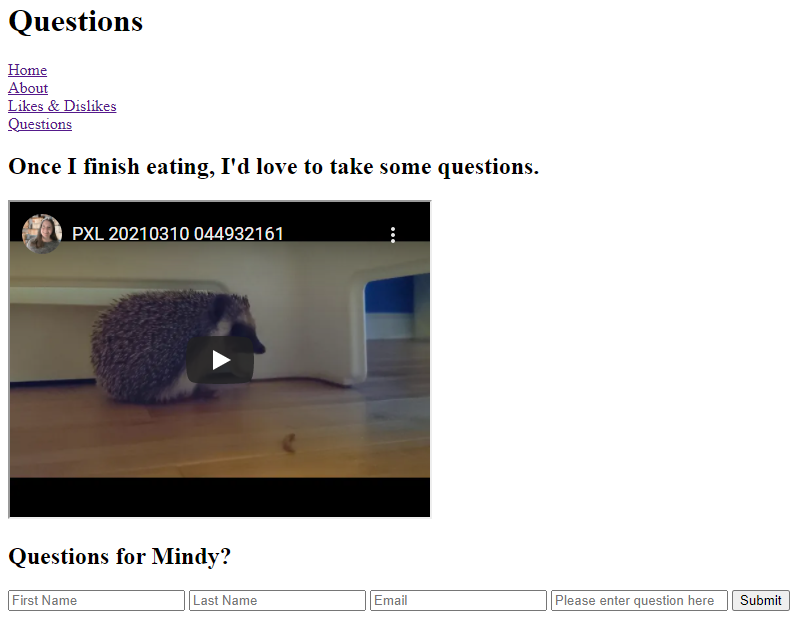 Questions
Home
About
Likes & Dislikes
Questions
Once I finish eating, I'd love to take some questions.
PXL 20210310 044932161
Questions for Mindy?
First Name Last Name Email Please enter question here Submit